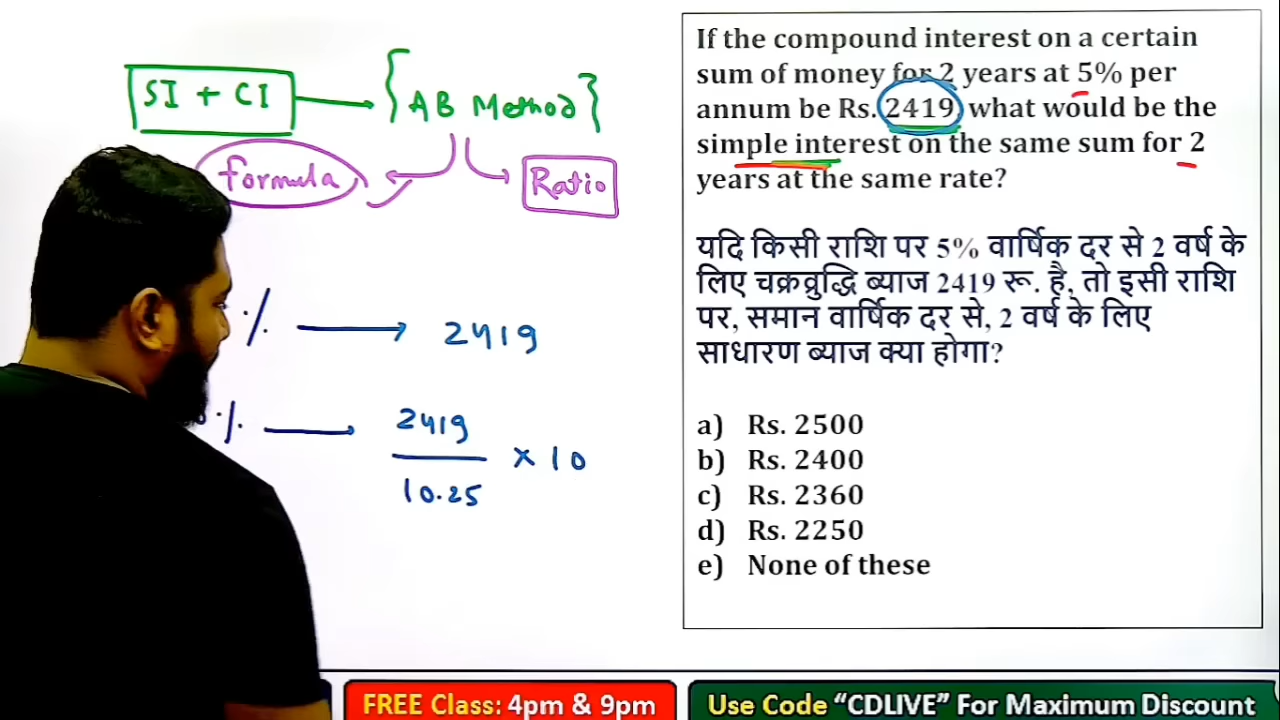 SI + CI
{AB Method}
formula
Ratio
% 2419
% 2419/10.25 × 10
If the compound interest on a certain
sum of money for 2 years at 5% per
annum be Rs. 2419 what would be the
simple interest on the same sum for 2
years at the same rate?
यदि किसी राशि पर 5% वार्षिक दर से 2 वर्ष के
लिए चक्रव्रुद्धि ब्याज 2419 रू. है, तो इसी राशि
पर, समान वार्षिक दर से, 2 वर्ष के लिए
साधारण ब्याज क्या होगा?
a) Rs. 2500
b) Rs. 2400
c) Rs. 2360
d) Rs. 2250
e) None of these
FREE Class: 4pm & 9pm
Use Code “CDLIVE” For Maximum Discount